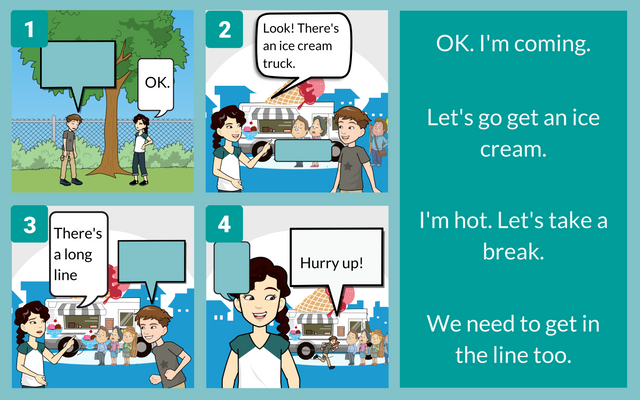 1
OK.
2
Look! There's
an ice cream
truck.
3
There's
a long
line
4
Hurry up!
OK. I'm coming.
Let's go get an ice
cream.
I'm hot. Let's take a
break.
We need to get in
the line too.